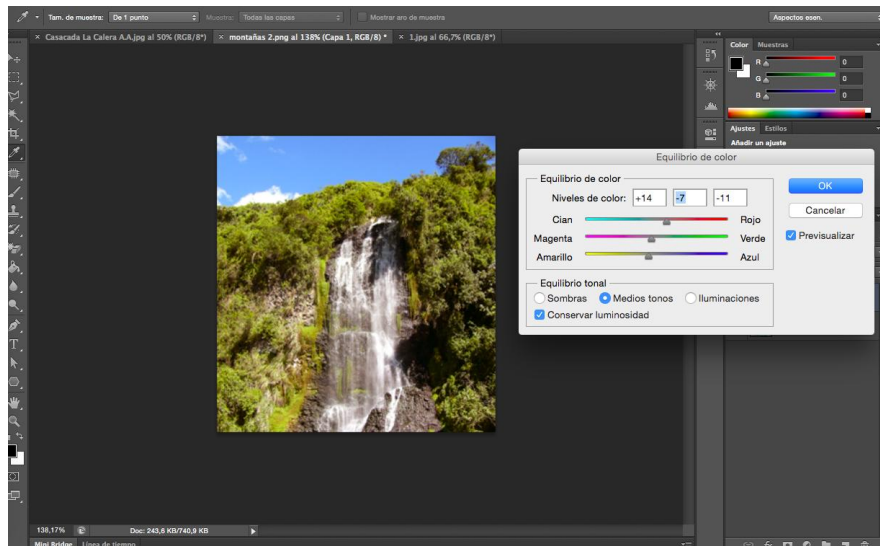 Tam. de muestra: De 1 punto Muestra: Todas las capas Mostrar aro de muestra Aspectos esen.
× Casacada La Calera A.A.jpg al 50% (RGB/8*) × montañas 2.png al 138% (Capa 1, RGB/8) * × 1.jpg al 66,7% (RGB/8*)
Color Muestras
R 0
G 0
B 0
Ajustes Estilos
Añadir un ajuste
Equilibrio de color
Equilibrio de color
Niveles de color: +14 -7 -11
Cian Rojo
Magenta Verde
Amarillo Azul
Equilibrio tonal
Sombras Medios tonos Iluminaciones
Conservar luminosidad
OK
Cancelar
Previsualizar
138,17% Doc: 243,6 KB/740,9 KB
Mini Bridge Línea de tiempo